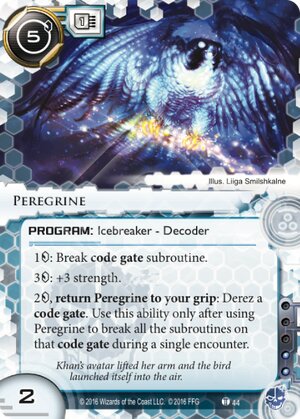 5
1
Illus. Liiga Smilshkalne
PEREGRINE
PROGRAM: Icebreaker - Decoder
1: Break code gate subroutine.
3: +3 strength.
2, return Peregrine to your grip: Derez a
code gate. Use this ability only after using
Peregrine to break all the subroutines on
that code gate during a single encounter.
Khan's avatar lifted her arm and the bird
launched itself into the air.
2
© 2016 Wizards of the Coast LLC. © 2016 FFG
44